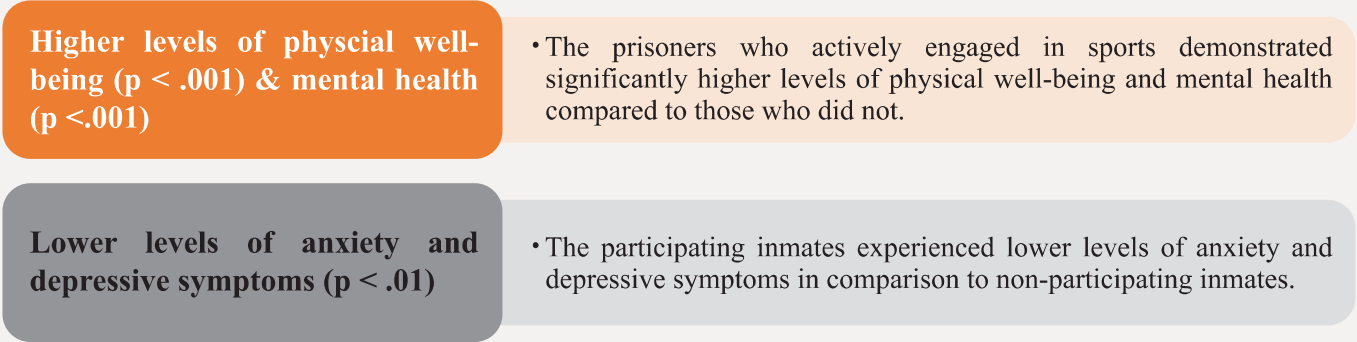 Higher levels of physcial well-
being (p < .001) & mental health
(p <.001)
• The prisoners who actively engaged in sports demonstrated
significantly higher levels of physical well-being and mental health
compared to those who did not.
Lower levels of anxiety and
depressive symptoms (p < .01)
• The participating inmates experienced lower levels of anxiety and
depressive symptoms in comparison to non-participating inmates.